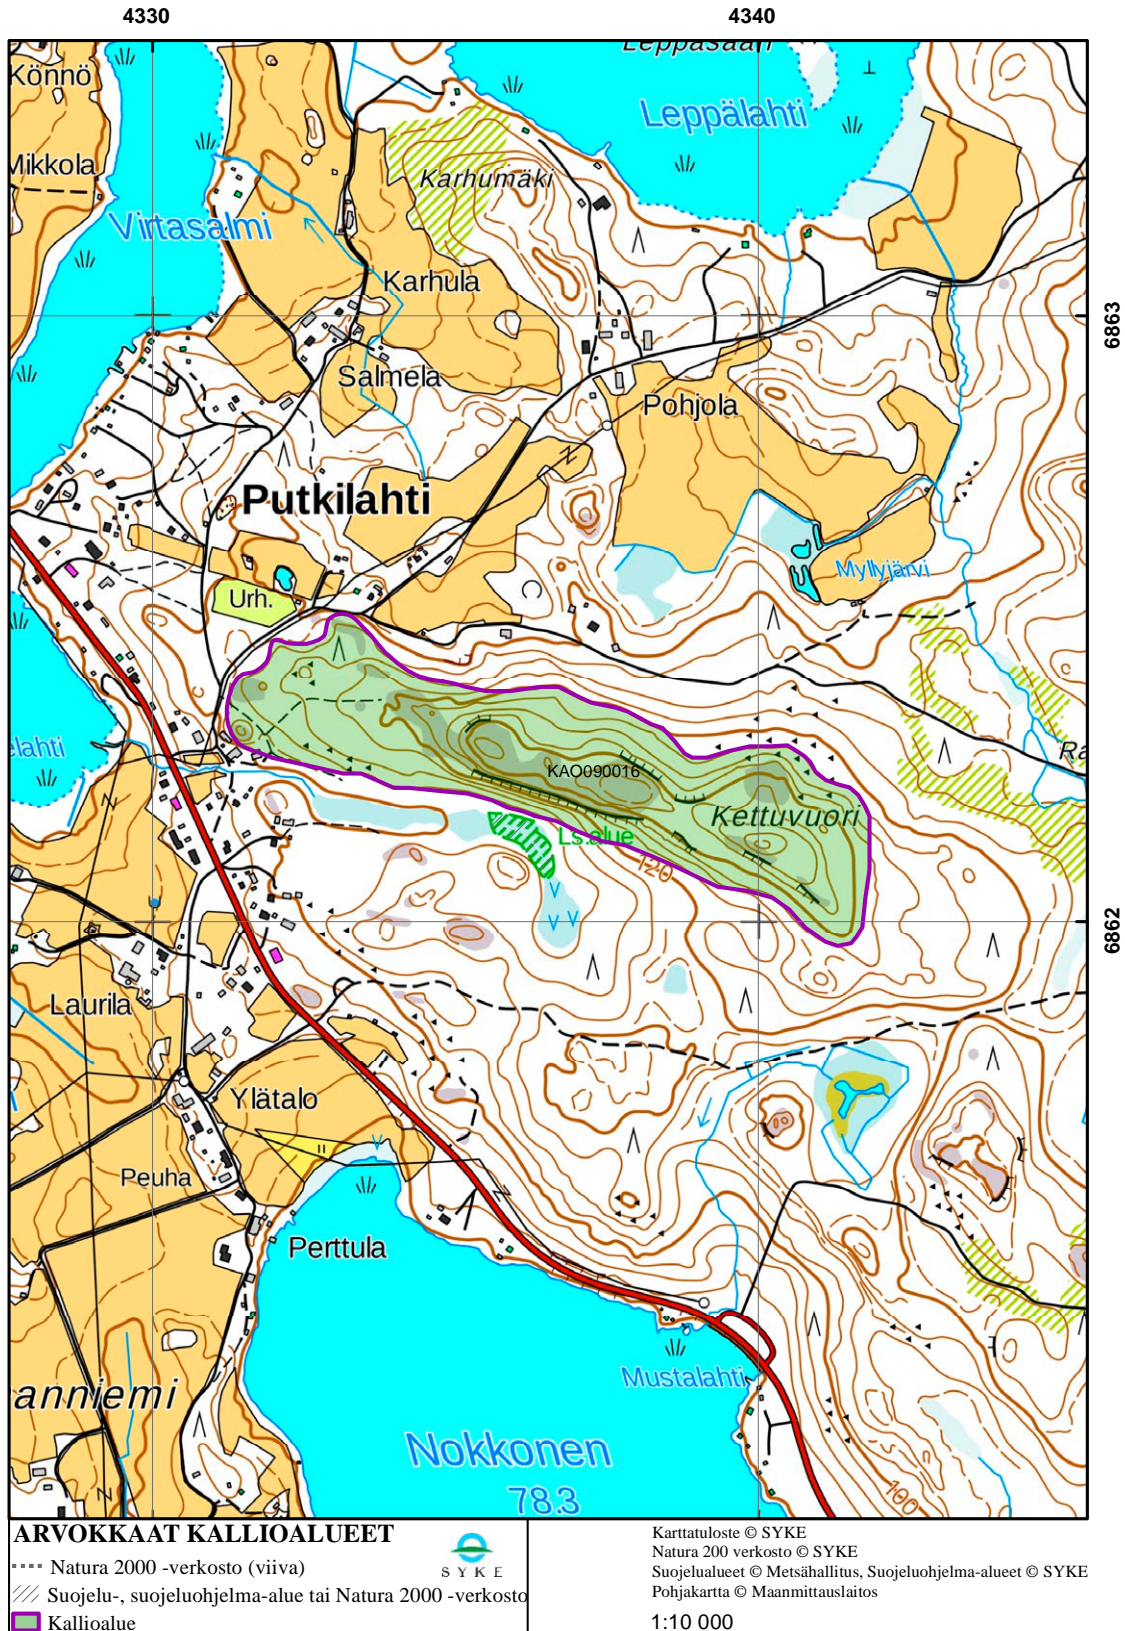 4330
4340
Könnö
Leppäsaari
Leppälahti
Mikkola
Karhumäki
Virtasalmi
Karhula
6863
Salmela
Pohjola
Putkilahti
Myllyjärvi
Urh.
elahti
Ra
KAO090016
Kettuvuori
Ls.alue
120
6862
Laurila
Ylätalo
Peuha
Perttula
Mustalahti
anniemi
Nokkonen
78.3
100
ARVOKKAAT KALLIOALUEET
SYKE
Natura 2000 -verkosto (viiva)
Suojelu-, suojeluohjelma-alue tai Natura 2000 -verkosto
Kallioalue
Karttatuloste © SYKE
Natura 200 verkosto © SYKE
Suojelualueet © Metsähallitus, Suojeluohjelma-alueet © SYKE
Pohjakartta © Maanmittauslaitos
1:10 000